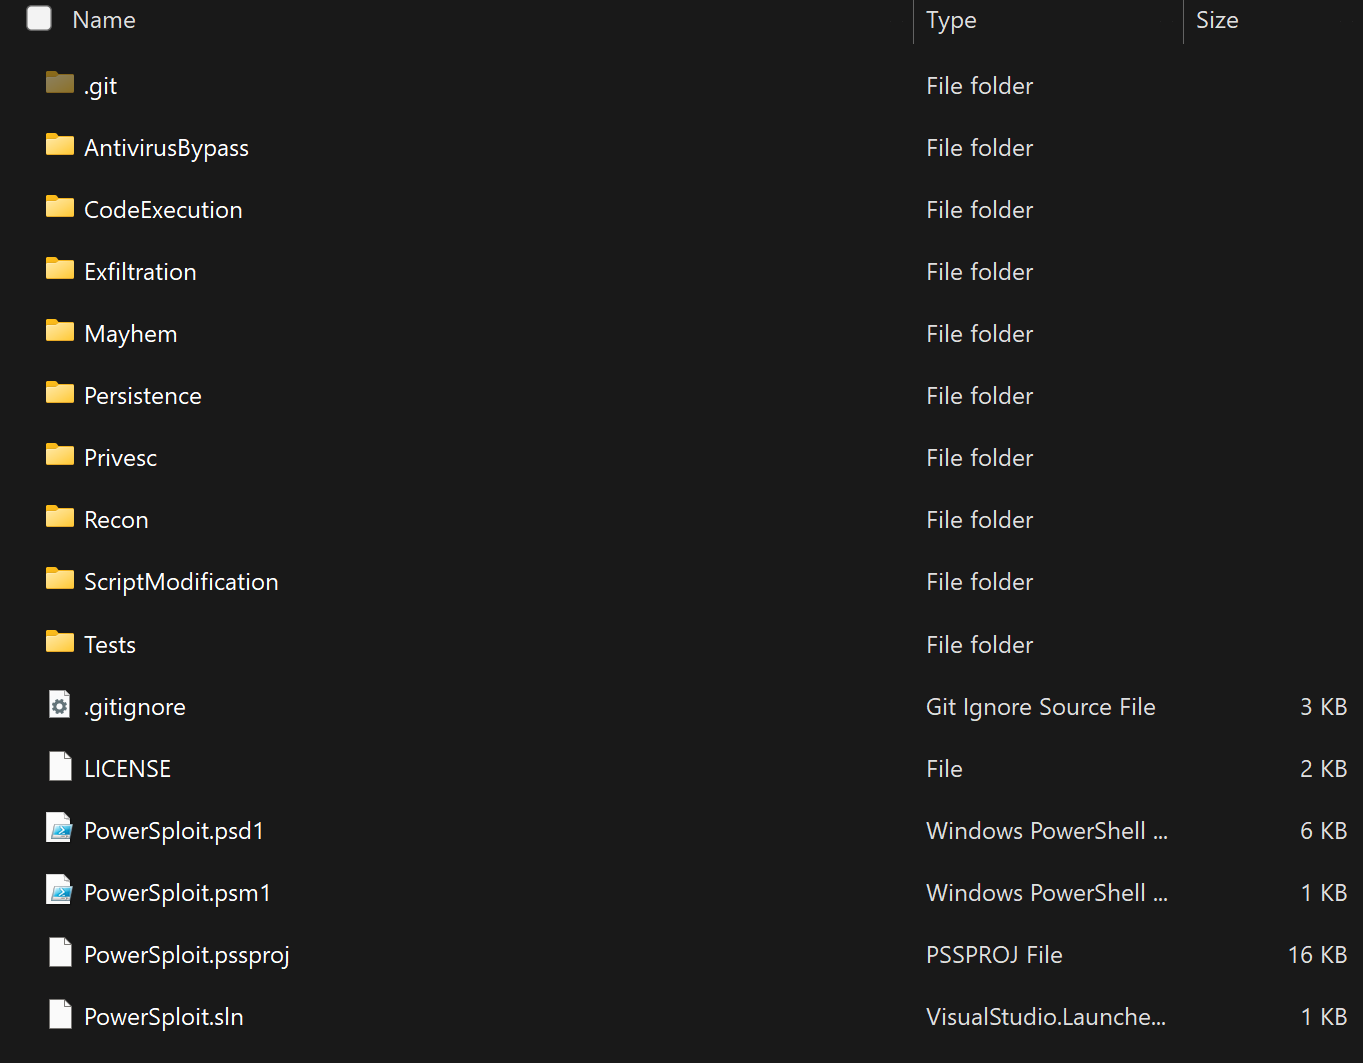 Name Type Size
.git File folder
AntivirusBypass File folder
CodeExecution File folder
Exfiltration File folder
Mayhem File folder
Persistence File folder
Privesc File folder
Recon File folder
ScriptModification File folder
Tests File folder
.gitignore Git Ignore Source File 3 KB
LICENSE File 2 KB
PowerSploit.psd1 Windows PowerShell ... 6 KB
PowerSploit.psm1 Windows PowerShell ... 1 KB
PowerSploit.pssproj PSSPROJ File 16 KB
PowerSploit.sln VisualStudio.Launche... 1 KB